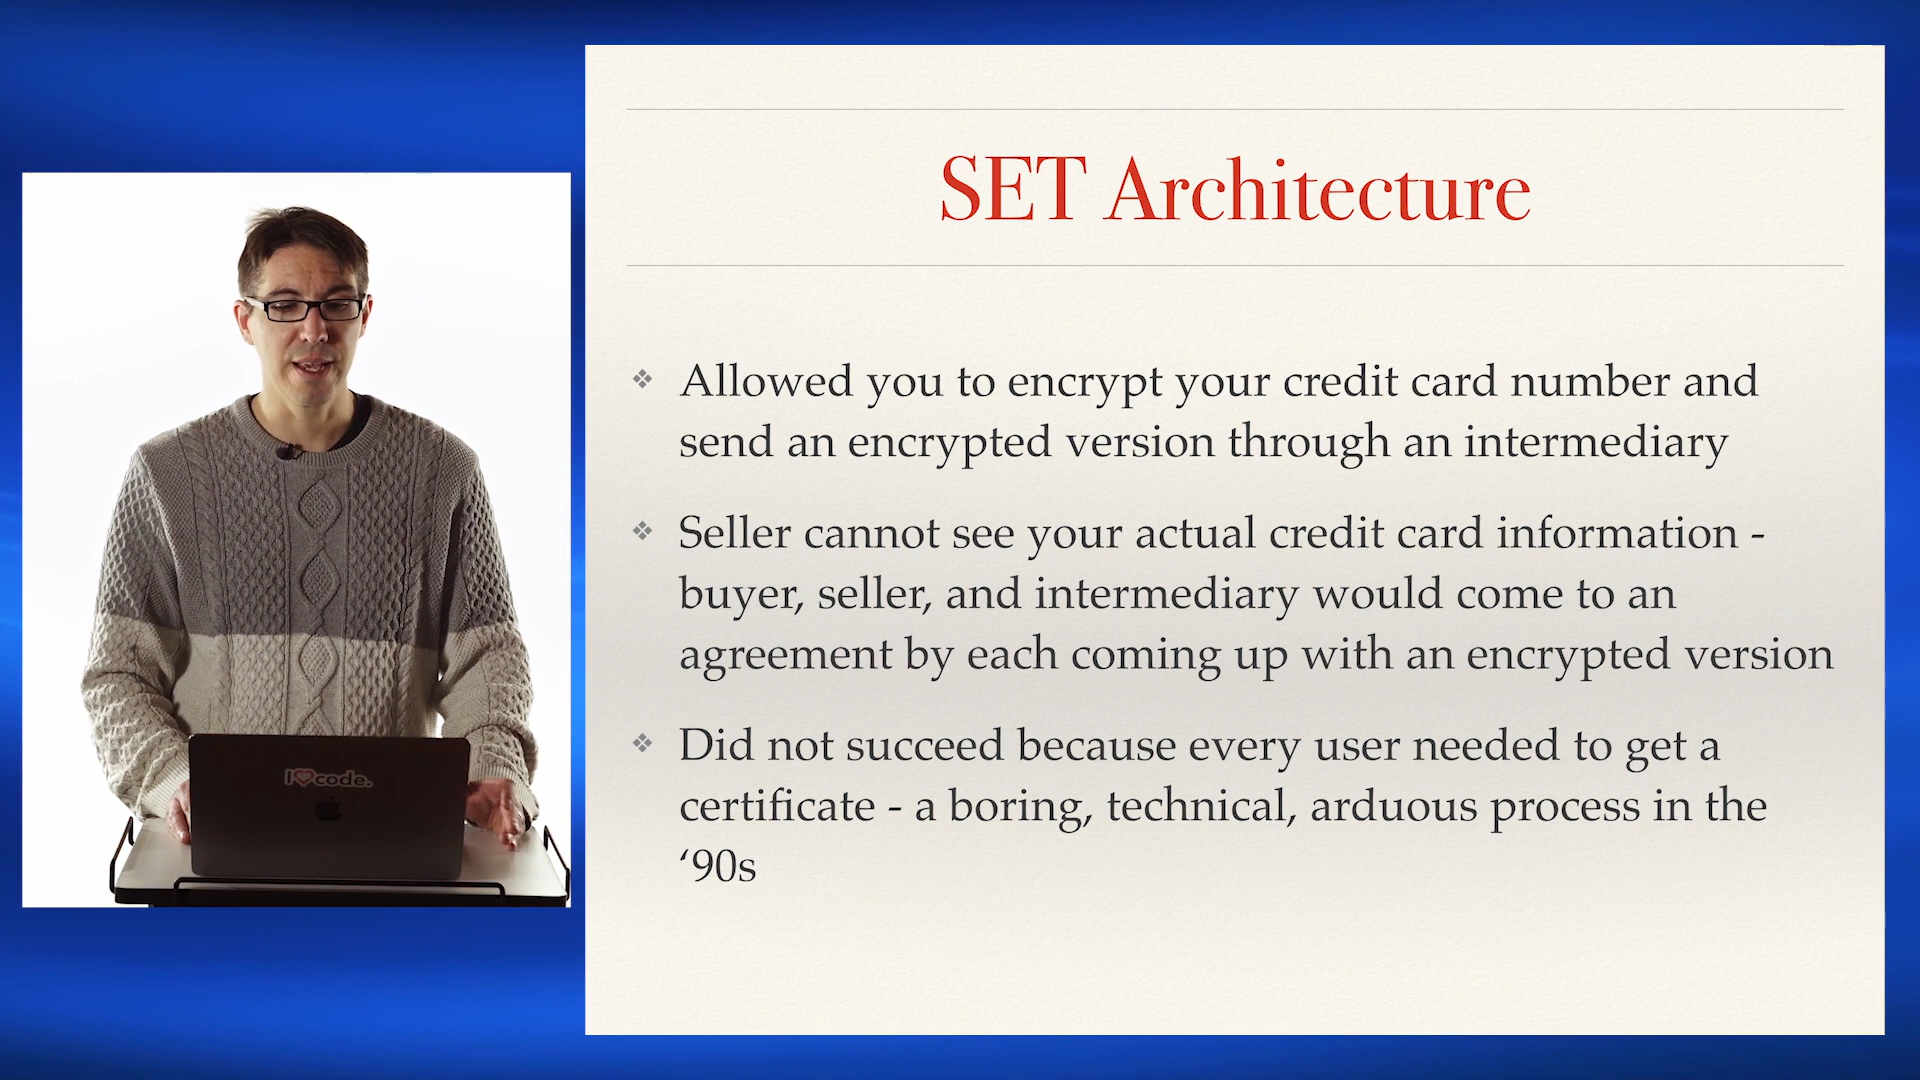 SET Architecture
❖ Allowed you to encrypt your credit card number and
send an encrypted version through an intermediary
❖ Seller cannot see your actual credit card information -
buyer, seller, and intermediary would come to an
agreement by each coming up with an encrypted version
❖ Did not succeed because every user needed to get a
certificate - a boring, technical, arduous process in the
‘90s
I❤code.